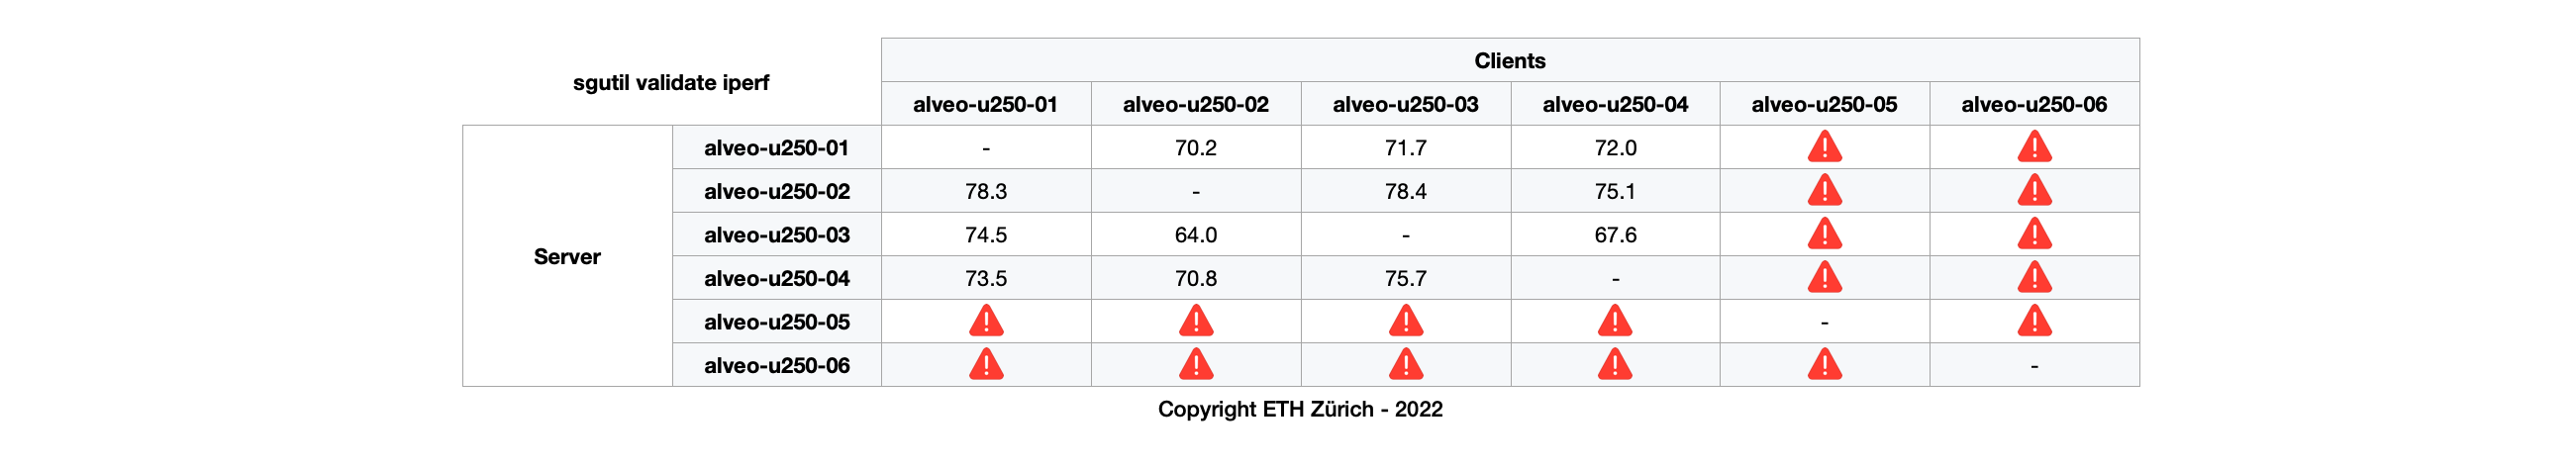 Clients
sgutil validate iperf
alveo-u250-01 alveo-u250-02 alveo-u250-03 alveo-u250-04 alveo-u250-05 alveo-u250-06
alveo-u250-01 - 70.2 71.7 72.0 ⚠ ⚠
alveo-u250-02 78.3 - 78.4 75.1 ⚠ ⚠
alveo-u250-03 74.5 64.0 - 67.6 ⚠ ⚠
Server
alveo-u250-04 73.5 70.8 75.7 - ⚠ ⚠
alveo-u250-05 ⚠ ⚠ ⚠ ⚠ - ⚠
alveo-u250-06 ⚠ ⚠ ⚠ ⚠ ⚠ -
Copyright ETH Zürich - 2022